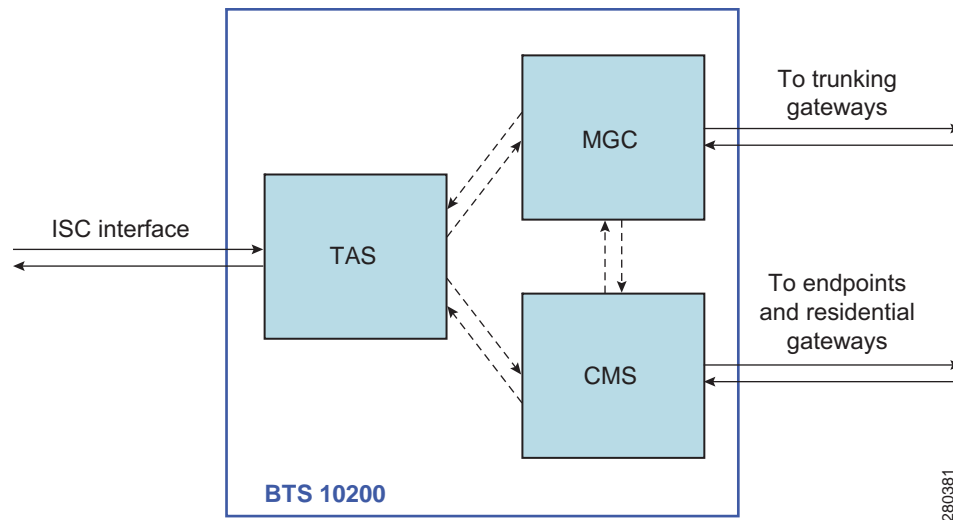 To trunking
gateways
MGC
ISC interface
TAS
To endpoints
and residential
gateways
CMS
BTS 10200
280381